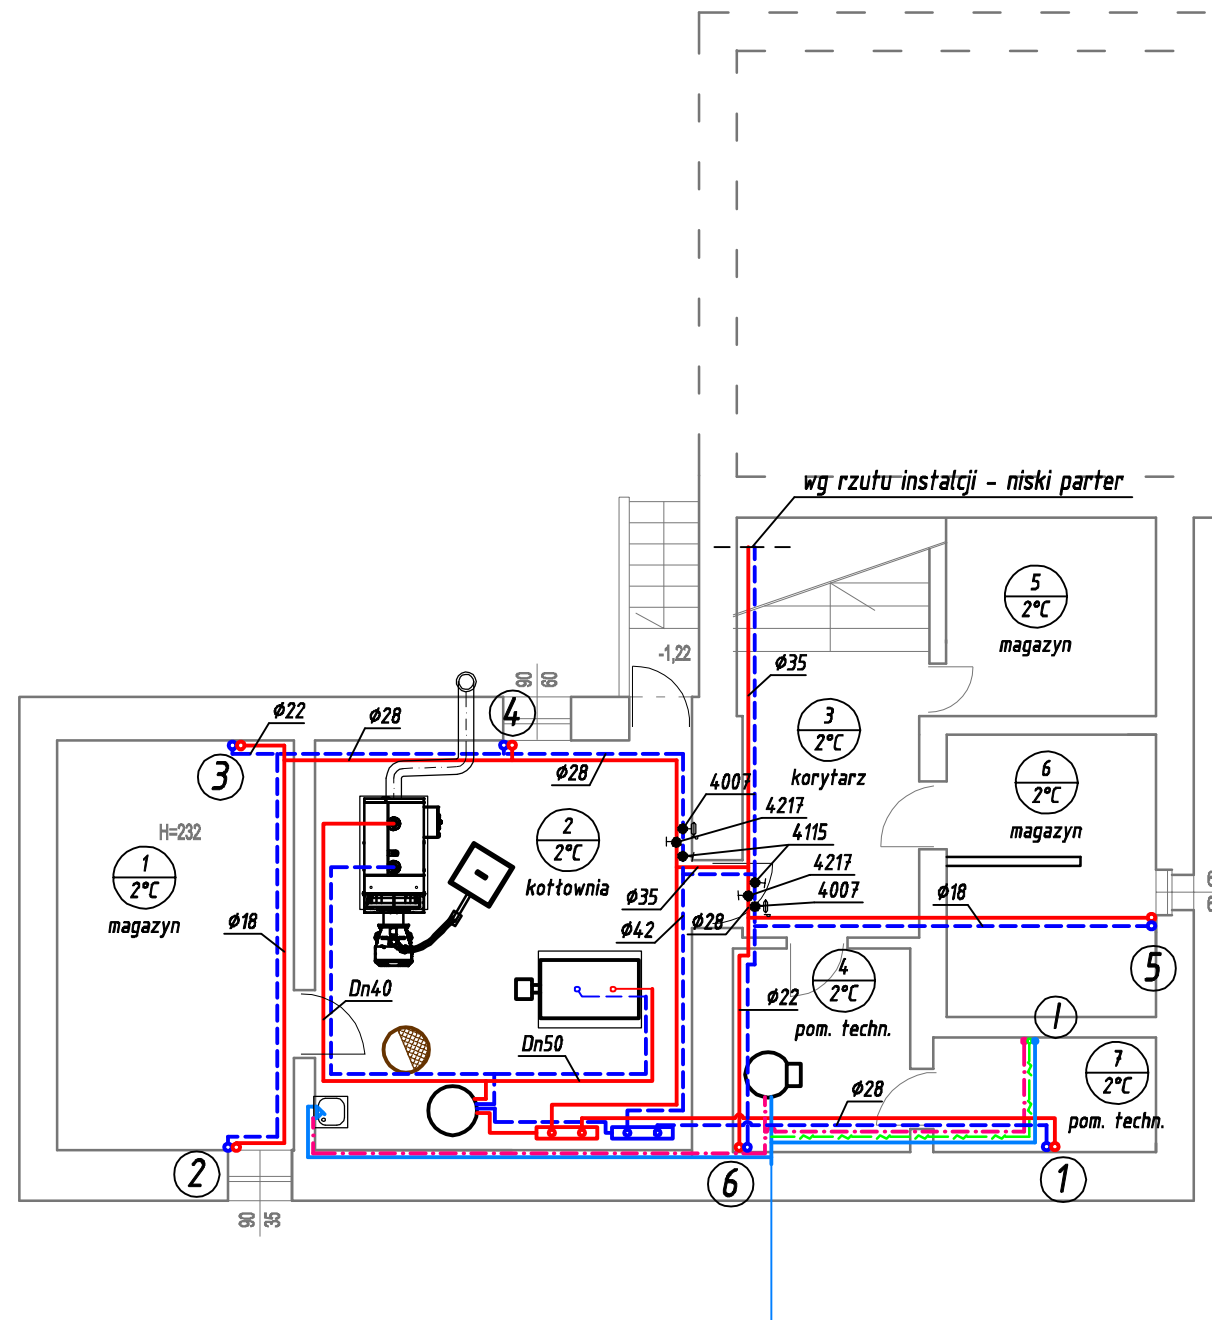 wg rzutu instalcji - niski parter
5
2°C
magazyn
-1,22
90
60
ø35
4
ø22
ø28
3
2°C
korytarz
3
ø28
4007
6
2°C
magazyn
4217
H=232
2
2°C
kotłownia
4115
1
2°C
magazyn
4217
4007
ø35
ø18
ø18
ø42
ø28
5
4
2°C
pom. techn.
Dn40
ø22
I
Dn50
7
2°C
pom. techn.
ø28
2
6
1
90
35